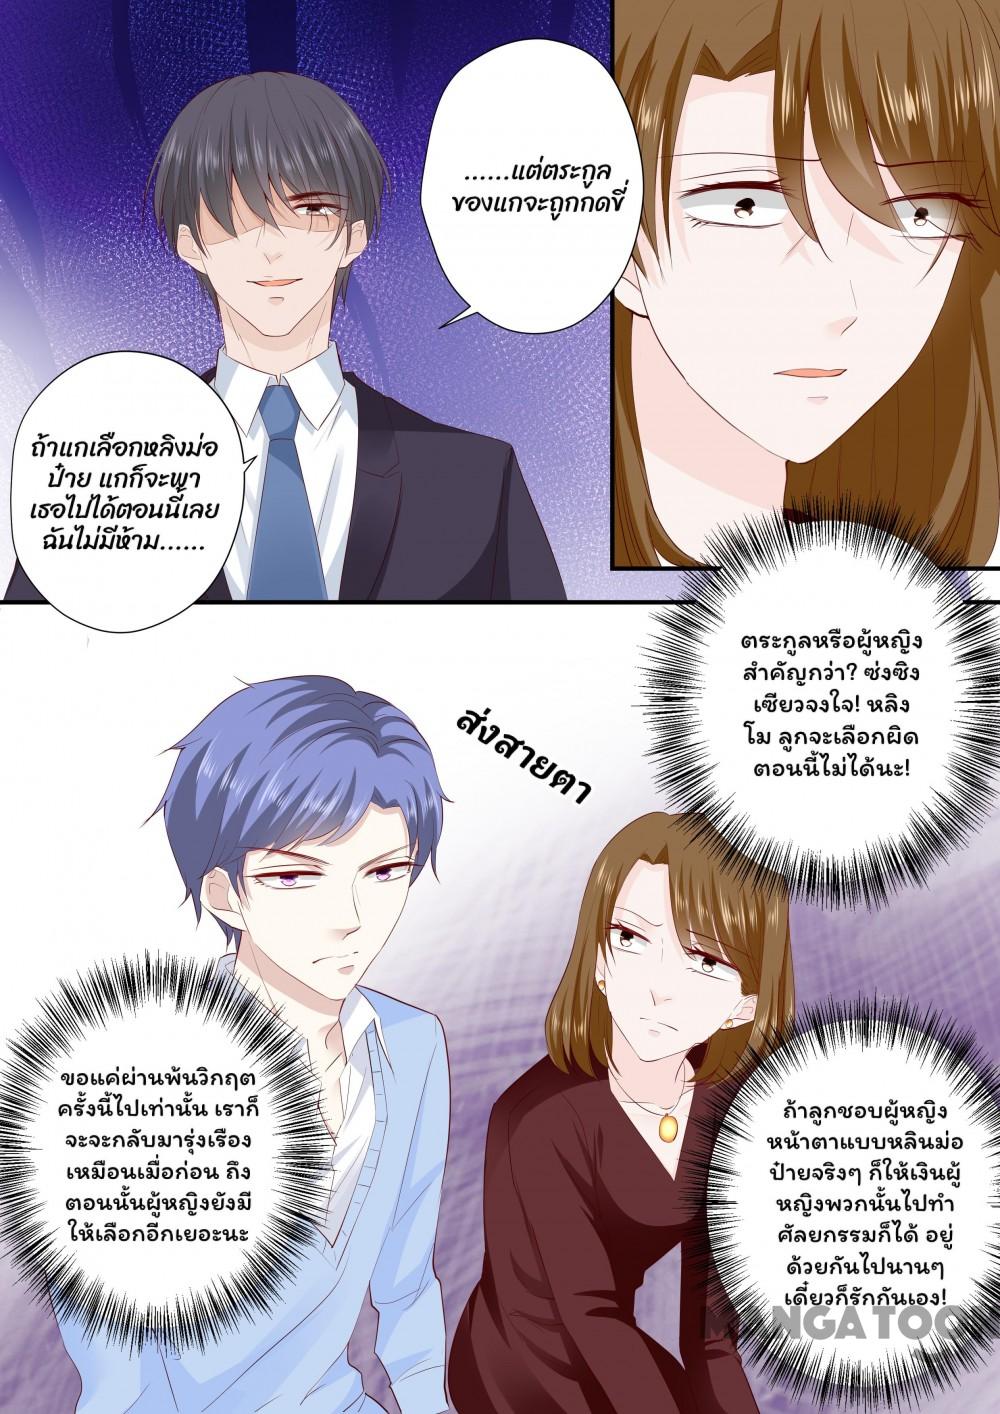 ถ้าแกเลือกหลิงม่อ
ป๋าย แกก็จะพา
เธอไปได้ตอนนี้เลย
ฉันไม่มีห้าม......
......แต่ตระกูล
ของแกจะถูกกดขี่
ตระกูลหรือผู้หญิง
สำคัญกว่า? ซ่งซิง
เซียวจงใจ! หลิง
โม ลูกจะเลือกผิด
ตอนนี้ไม่ได้นะ!
ส่งสายตา
ขอแค่ผ่านพ้นวิกฤต
ครั้งนี้ไปเท่านั้น เราก็
จะจะกลับมารุ่งเรือง
เหมือนเมื่อก่อน ถึง
ตอนนั้นผู้หญิงยังมี
ให้เลือกอีกเยอะนะ
ถ้าลูกชอบผู้หญิง
หน้าตาแบบหลินม่อ
ป๋ายจริงๆ ก็ให้เงินผู้
หญิงพวกนั้นไปทำ
ศัลยกรรมก็ได้ อยู่
ด้วยกันไปนานๆ
เดี๋ยวก็รักกันเอง!
MANGATOON